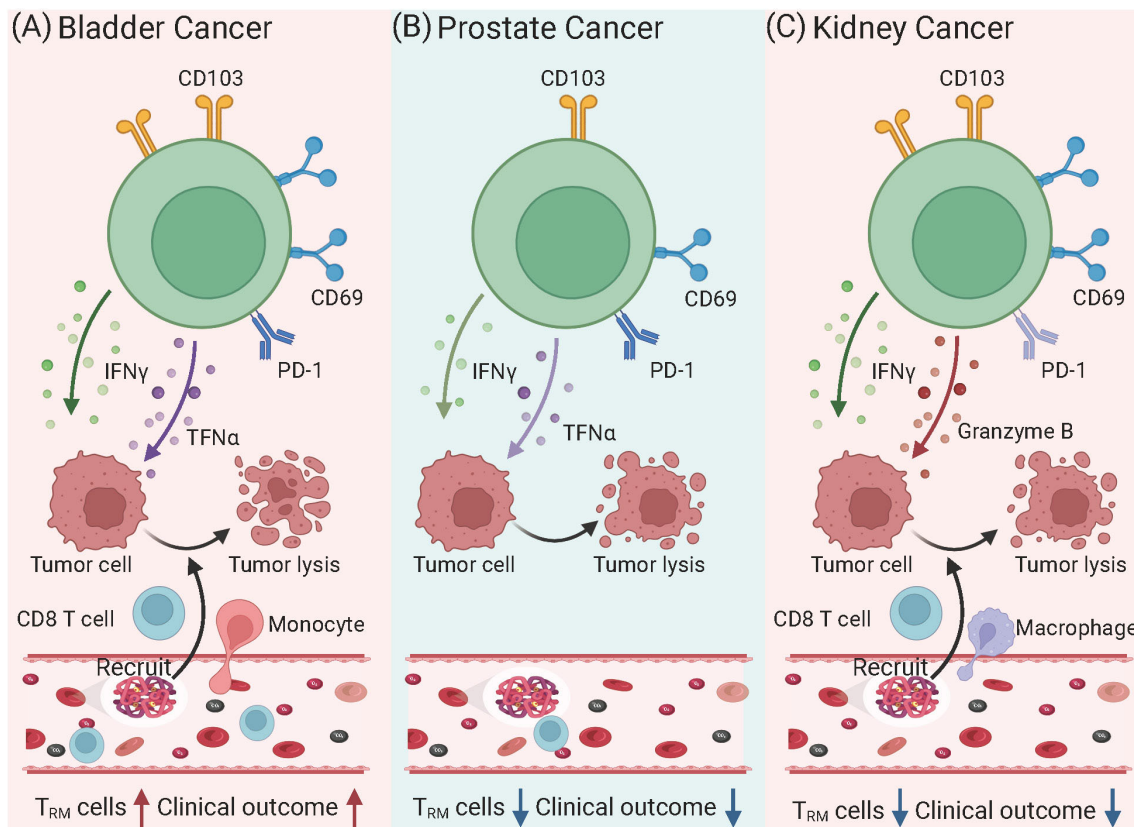 (A) Bladder Cancer
CD103
CD69
PD-1
IFNγ
TFNα
Tumor cell
Tumor lysis
CD8 T cell
Monocyte
Recruit
TRM cells Clinical outcome
(B) Prostate Cancer
CD103
CD69
PD-1
IFNγ
TFNα
Tumor cell
Tumor lysis
TRM cells Clinical outcome
(C) Kidney Cancer
CD103
CD69
PD-1
IFNγ
Granzyme B
Tumor cell
Tumor lysis
CD8 T cell
Macrophage
Recruit
TRM cells Clinical outcome